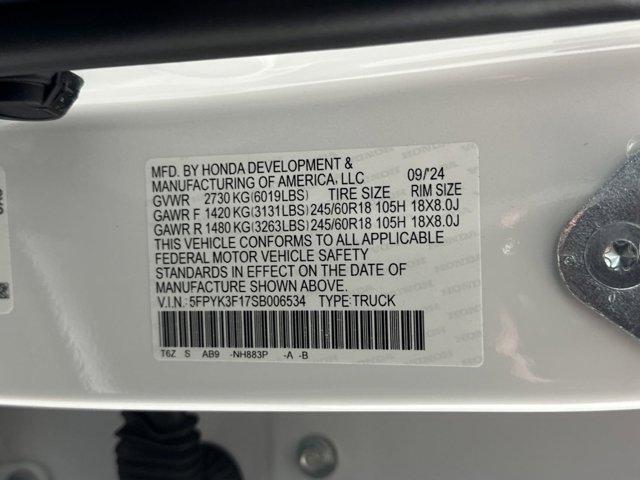 MFD. BY HONDA DEVELOPMENT &
MANUFACTURING OF AMERICA, LLC 09/'24
GVWR 2730 KG(6019LBS) TIRE SIZE RIM SIZE
GAWR F 1420 KG(3131LBS) 245/60R18 105H 18X8.0J
GAWR R 1480 KG(3263LBS) 245/60R18 105H 18X8.0J
THIS VEHICLE CONFORMS TO ALL APPLICABLE
FEDERAL MOTOR VEHICLE SAFETY
STANDARDS IN EFFECT ON THE DATE OF
MANUFACTURE SHOWN ABOVE.
V.I.N.: 5FPYK3F17SB006534 TYPE:TRUCK
T6Z S AB9 -NH883P -A -B